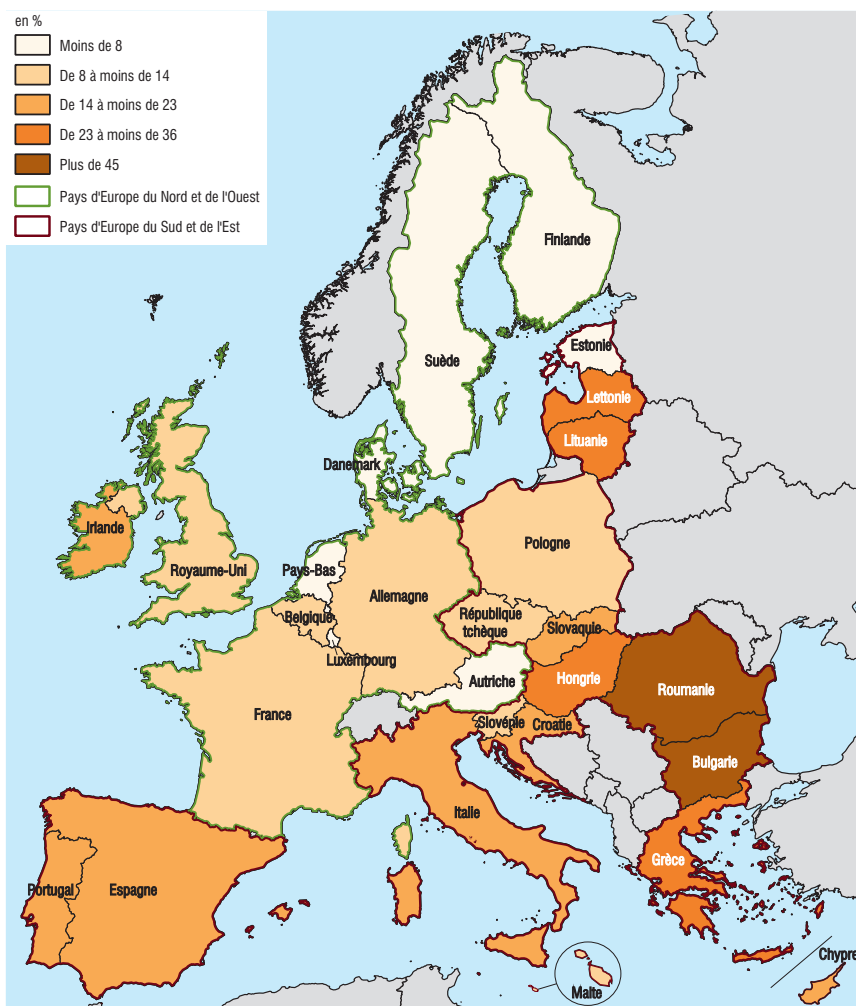 en %
Moins de 8
De 8 à moins de 14
De 14 à moins de 23
De 23 à moins de 36
Plus de 45
Pays d'Europe du Nord et de l'Ouest
Pays d'Europe du Sud et de l'Est
Finlande
Suède
Estonie
Lettonie
Lituanie
Danemark
Irlande
Royaume-Uni
Pays-Bas
Pologne
Allemagne
Belgique
République
tchèque
Slovaquie
Luxembourg
Autriche
Hongrie
Roumanie
France
Slovénie
Croatie
Bulgarie
Italie
Grèce
Portugal
Espagne
Chypre
Malte